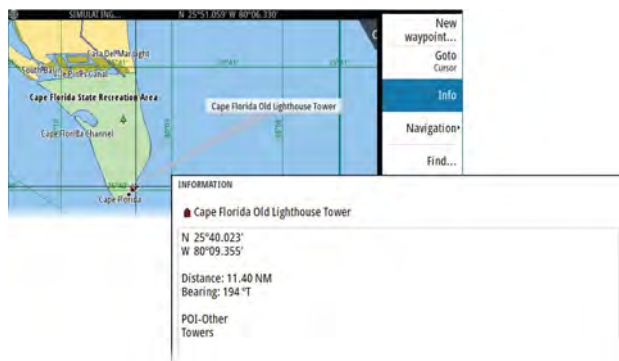 SIMULATING...
N 25°51.059' W 80°06.330'
New
waypoint...
Goto
Cursor
Info
Navigation
Find...
Cape Florida State Recreation Area
Cape Florida Channel
Cape Florida Old Lighthouse Tower
Cape Florida
INFORMATION
Cape Florida Old Lighthouse Tower
N 25°40.023'
W 80°09.355'
Distance: 11.40 NM
Bearing: 194 °T
POI-Other
Towers